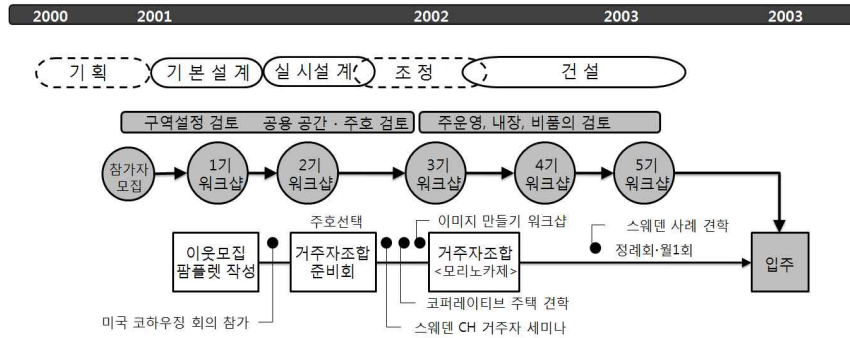 2000 2001 2002 2003 2003
기 획 기 본 설 계 실 시 설 계 조 정 건 설
구역설정 검토 공용 공간 · 주호 검토 주운영, 내장, 비품의 검토
참가자
모집
1기
워크샵
2기
워크샵
3기
워크샵
4기
워크샵
5기
워크샵
주호선택
이미지 만들기 워크샵
스웨덴 사례 견학
정례회·월1회
이웃모집
팜플렛 작성
거주자조합
준비회
거주자조합
<모리노카제>
입주
코퍼레이티브 주택 견학
미국 코하우징 회의 참가
스웨덴 CH 거주자 세미나